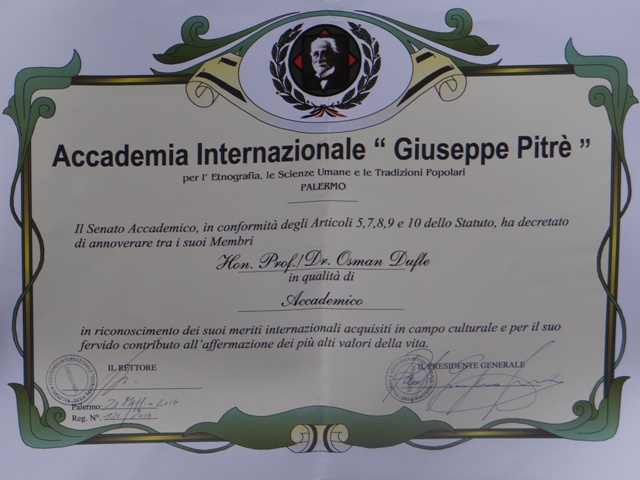 Accademia Internazionale “ Giuseppe Pitrè ”
per l' Etnografia, le Scienze Umane e le Tradizioni Popolari
PALERMO
Il Senato Accademico, in conformità degli Articoli 5,7,8,9 e 10 dello Statuto, ha decretato
di annoverare tra i suoi Membri
Hon. Prof./Dr. Osman Dufle
in qualità di
Accademico
in riconoscimento dei suoi meriti internazionali acquisiti in campo culturale e per il suo
fervido contributo all'affermazione dei più alti valori della vita.
IL RETTORE
IL PRESIDENTE GENERALE
Palermo:
Reg. N°.